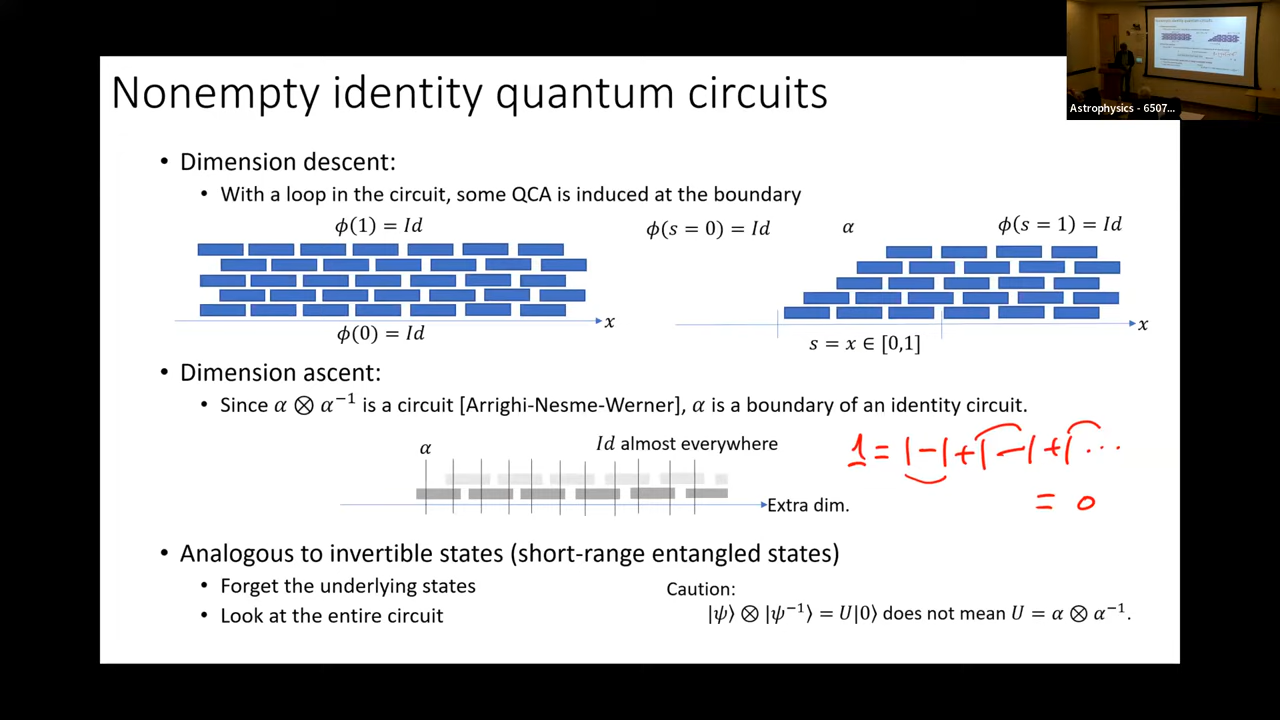 Nonempty identity quantum circuits
Astrophysics - 6507...
• Dimension descent:
• With a loop in the circuit, some QCA is induced at the boundary
ϕ(1) = Id
ϕ(s = 0) = Id
α
ϕ(s = 1) = Id
x
ϕ(0) = Id
x
s = x ∈ [0,1]
• Dimension ascent:
• Since α ⊗ α⁻¹ is a circuit [Arrighi-Nesme-Werner], α is a boundary of an identity circuit.
α
Id almost everywhere
1 = 1 - 1 + 1 - 1 + 1 ...
= 0
Extra dim.
• Analogous to invertible states (short-range entangled states)
• Forget the underlying states
• Look at the entire circuit
Caution:
|ψ⟩ ⊗ |ψ⁻¹⟩ = U|0⟩ does not mean U = α ⊗ α⁻¹.